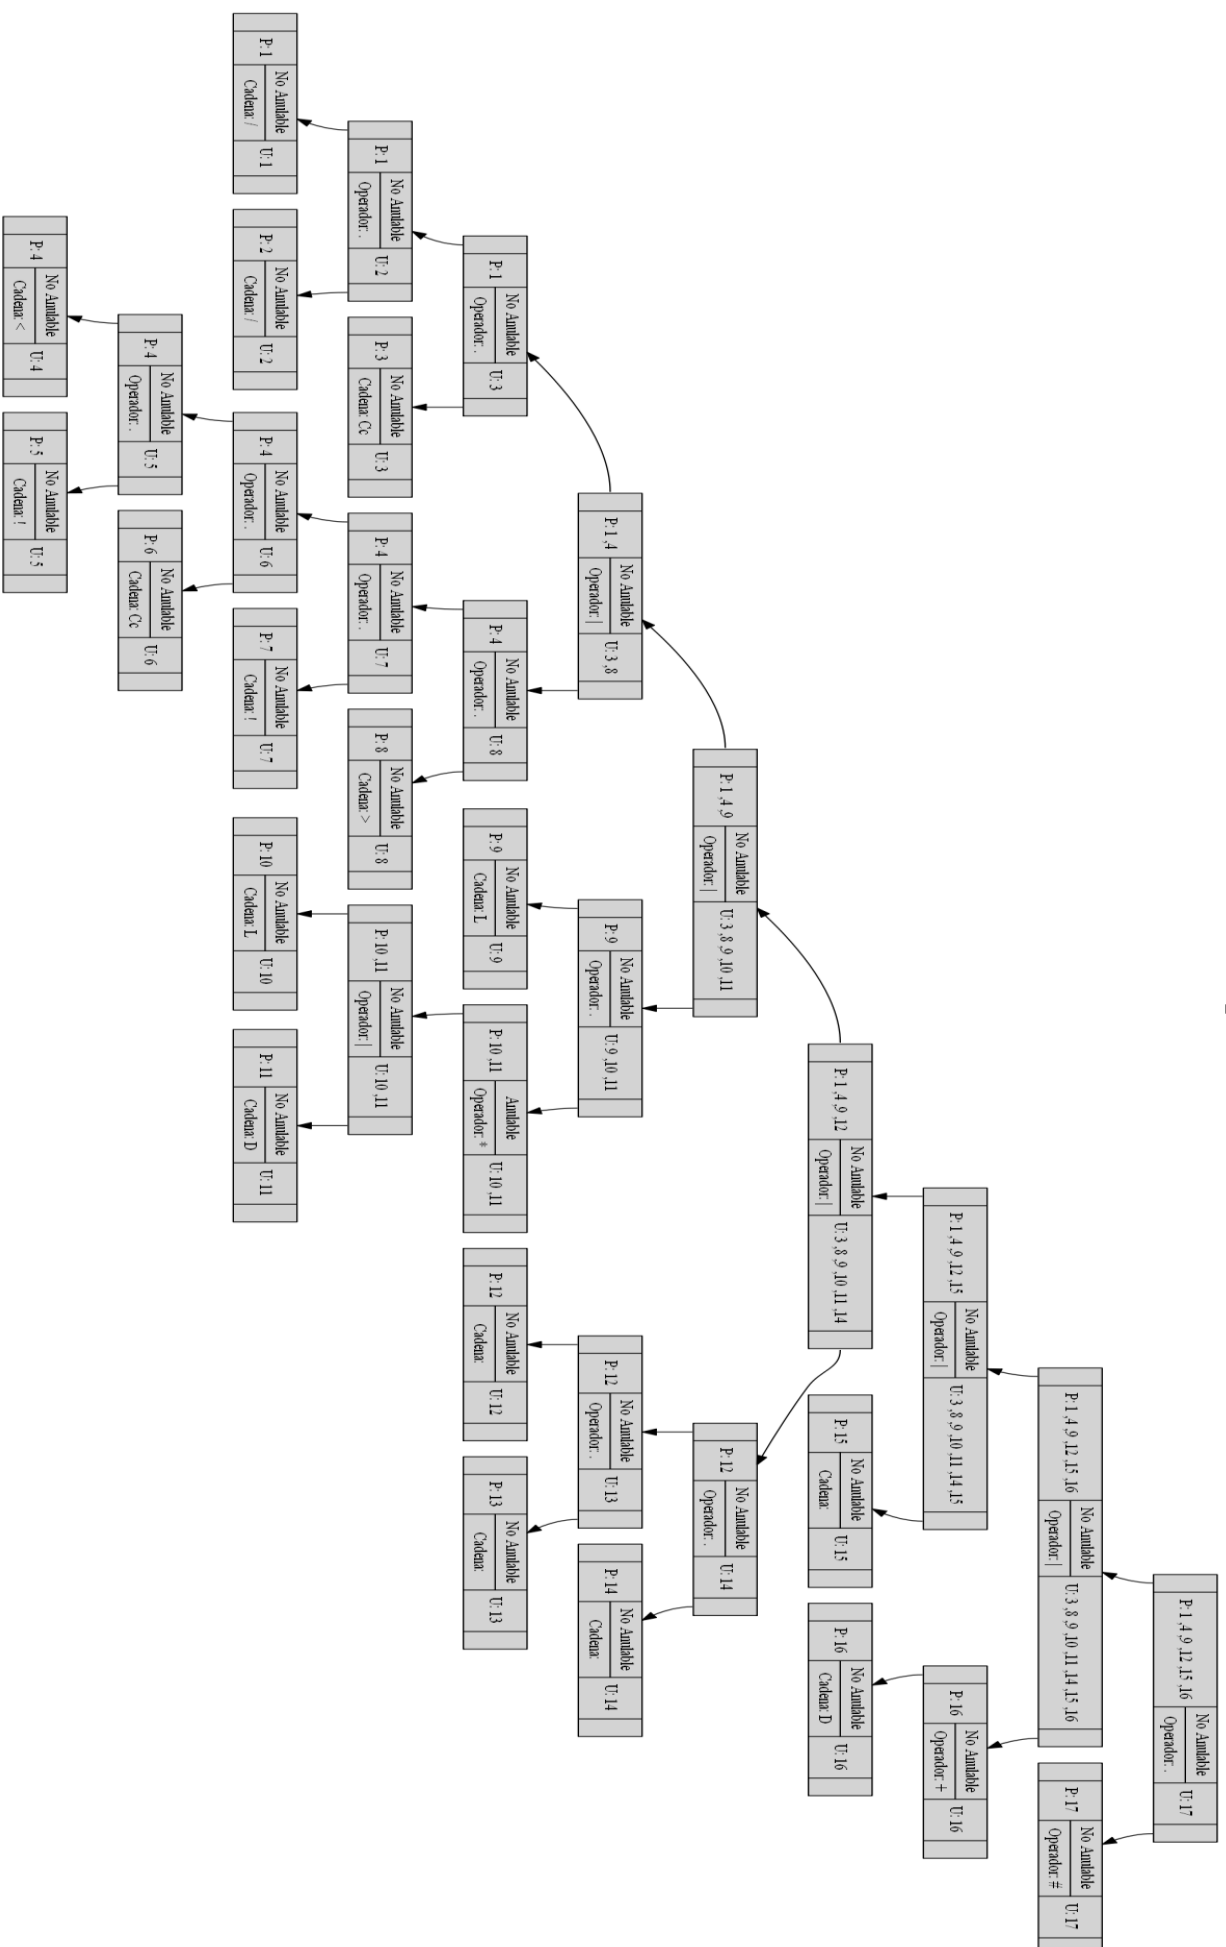 P: 1 ,4 ,9 ,12 ,15 ,16
No Anulable
Operador: .
U: 17
P: 1 ,4 ,9 ,12 ,15 ,16
No Anulable
Operador: |
U: 3 ,8 ,9 ,10 ,11 ,14 ,15 ,16
P: 17
No Anulable
Operador: #
U: 17
P: 1 ,4 ,9 ,12 ,15
No Anulable
Operador: |
U: 3 ,8 ,9 ,10 ,11 ,14 ,15
P: 16
No Anulable
Operador: +
U: 16
P: 1 ,4 ,9 ,12
No Anulable
Operador: |
U: 3 ,8 ,9 ,10 ,11 ,14
P: 15
No Anulable
Cadena:
U: 15
P: 16
No Anulable
Cadena: D
U: 16
P: 1 ,4 ,9
No Anulable
Operador: |
U: 3 ,8 ,9 ,10 ,11
P: 12
No Anulable
Operador: .
U: 14
P: 1 ,4
No Anulable
Operador: |
U: 3 ,8
P: 9
No Anulable
Operador: .
U: 9 ,10 ,11
P: 12
No Anulable
Operador: .
U: 13
P: 14
No Anulable
Cadena:
U: 14
P: 1
No Anulable
Operador: .
U: 3
P: 4
No Anulable
Operador: .
U: 8
P: 9
No Anulable
Cadena: L
U: 9
P: 10 ,11
Anulable
Operador: *
U: 10 ,11
P: 12
No Anulable
Cadena:
U: 12
P: 13
No Anulable
Cadena:
U: 13
P: 1
No Anulable
Operador: .
U: 2
P: 3
No Anulable
Cadena: Cc
U: 3
P: 4
No Anulable
Operador: .
U: 7
P: 8
No Anulable
Cadena: >
U: 8
P: 10 ,11
No Anulable
Operador: |
U: 10 ,11
P: 1
No Anulable
Cadena: /
U: 1
P: 2
No Anulable
Cadena: /
U: 2
P: 4
No Anulable
Operador: .
U: 6
P: 7
No Anulable
Cadena: !
U: 7
P: 10
No Anulable
Cadena: L
U: 10
P: 11
No Anulable
Cadena: D
U: 11
P: 4
No Anulable
Operador: .
U: 5
P: 6
No Anulable
Cadena: Cc
U: 6
P: 4
No Anulable
Cadena: <
U: 4
P: 5
No Anulable
Cadena: !
U: 5